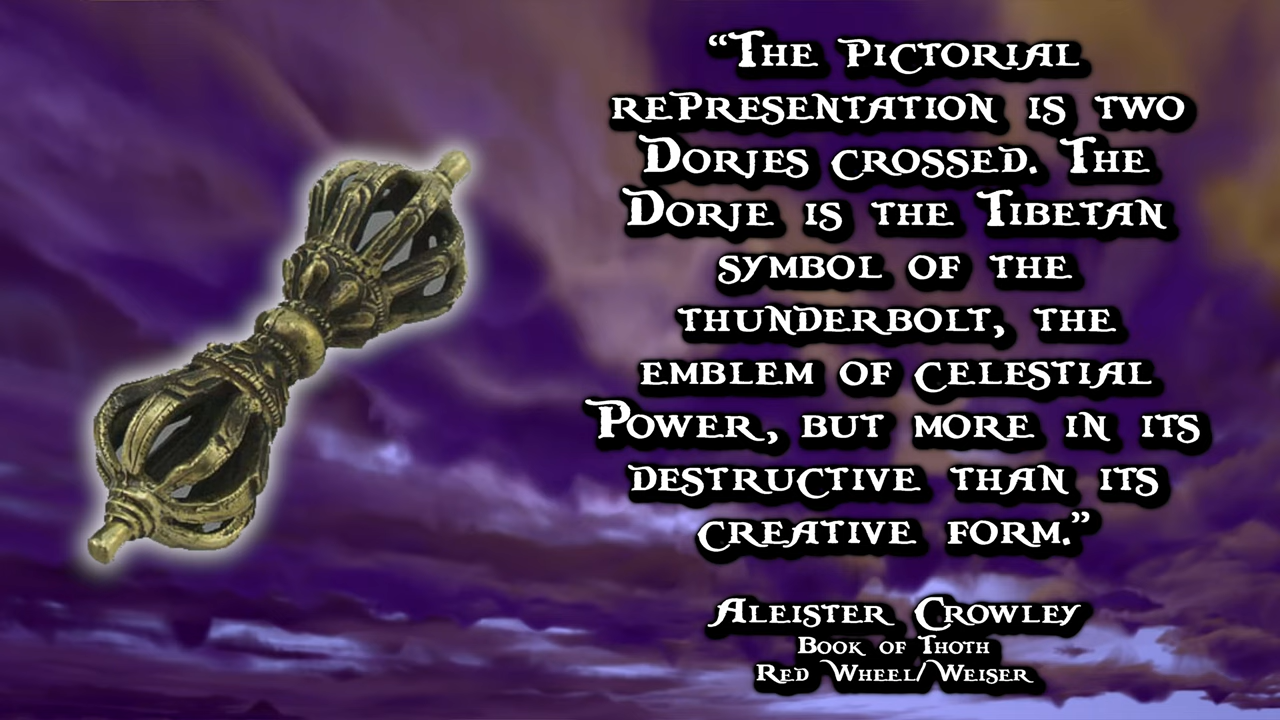 “The pictorial
representation is two
Dorjes crossed. The
Dorje is the Tibetan
symbol of the
thunderbolt, the
emblem of celestial
Power, but more in its
destructive than its
creative form.”
Aleister Crowley
Book of Thoth
Red Wheel/Weiser